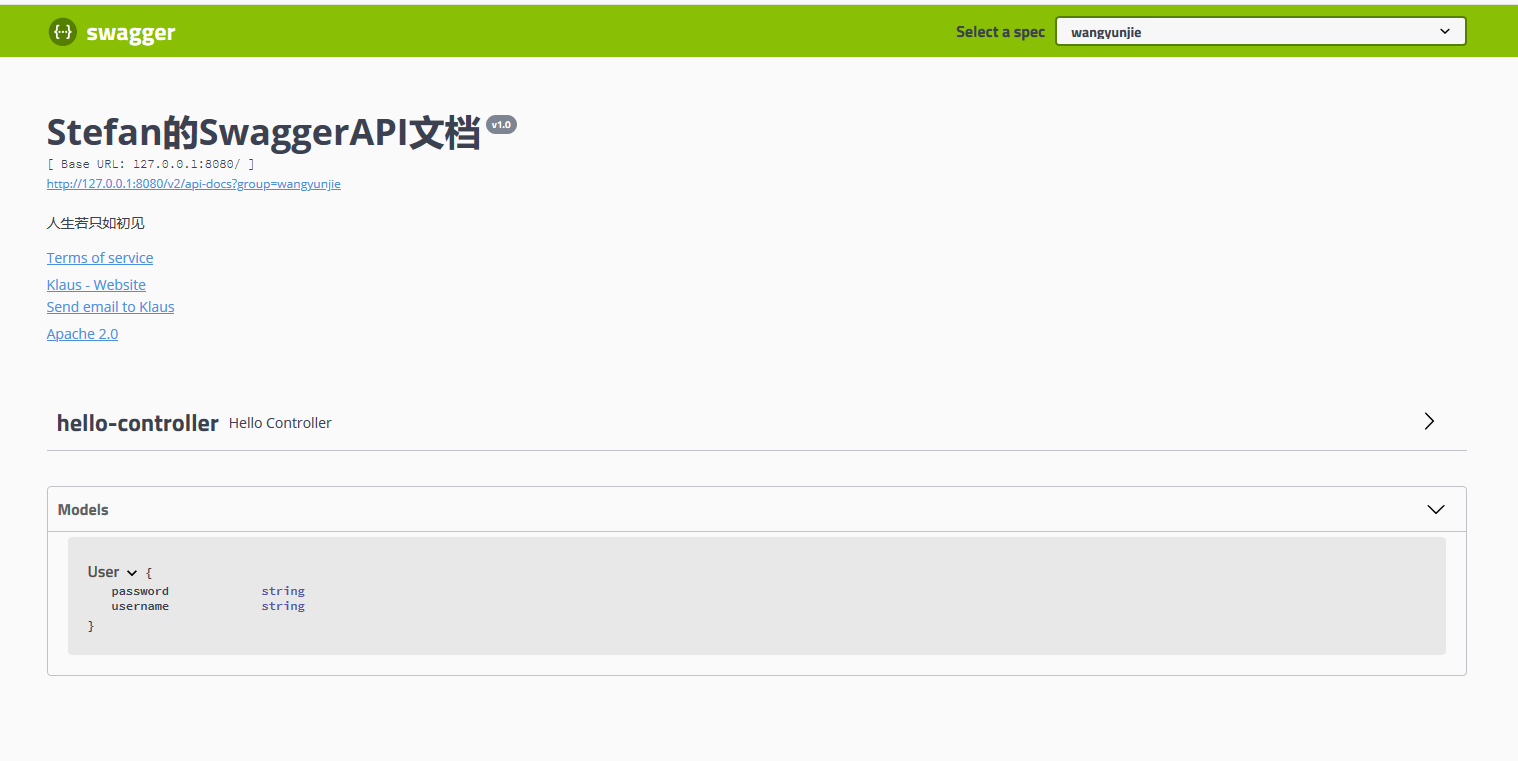 {··} swagger
Select a spec wangyunjie
Stefan的SwaggerAPI文档 v1.0
[ Base URL: 127.0.0.1:8080/ ]
http://127.0.0.1:8080/v2/api-docs?group=wangyunjie
人生若只如初见
Terms of service
Klaus - Website
Send email to Klaus
Apache 2.0
hello-controller Hello Controller
Models
User {
password string
username string
}